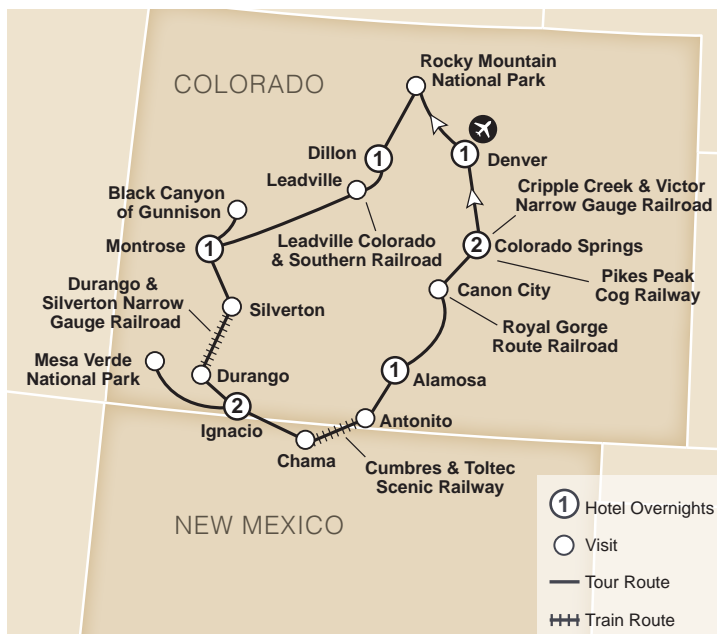 Rocky Mountain
National Park
COLORADO
Dillon
1
1
Denver
Leadville
Black Canyon
of Gunnison
Cripple Creek & Victor
Narrow Gauge Railroad
Montrose
1
Leadville Colorado
& Southern Railroad
2
Colorado Springs
Pikes Peak
Cog Railway
Durango &
Silverton Narrow
Gauge Railroad
Silverton
Canon City
Royal Gorge
Route Railroad
Mesa Verde
National Park
Durango
1
Alamosa
2
Ignacio
Antonito
Chama
Cumbres & Toltec
Scenic Railway
NEW MEXICO
1 Hotel Overnights
Visit
Tour Route
Train Route